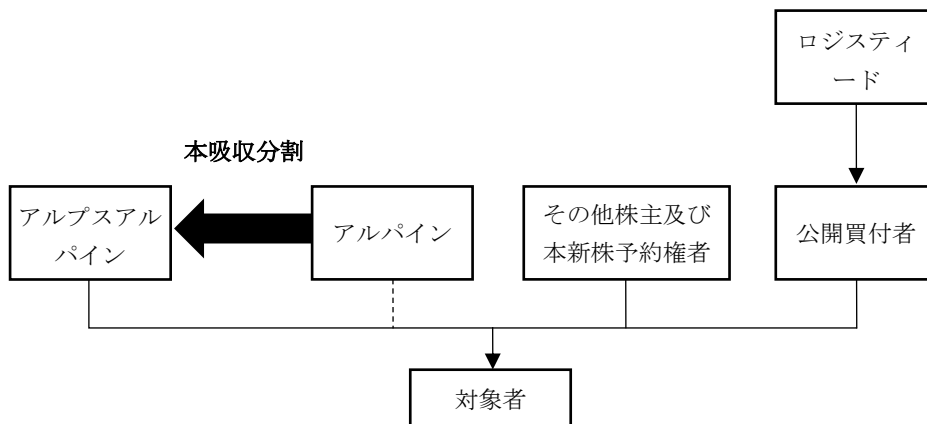 ロジスティ
ード
本吸収分割
アルプスアル
パイン
アルパイン
その他株主及び
本新株予約権者
公開買付者
対象者